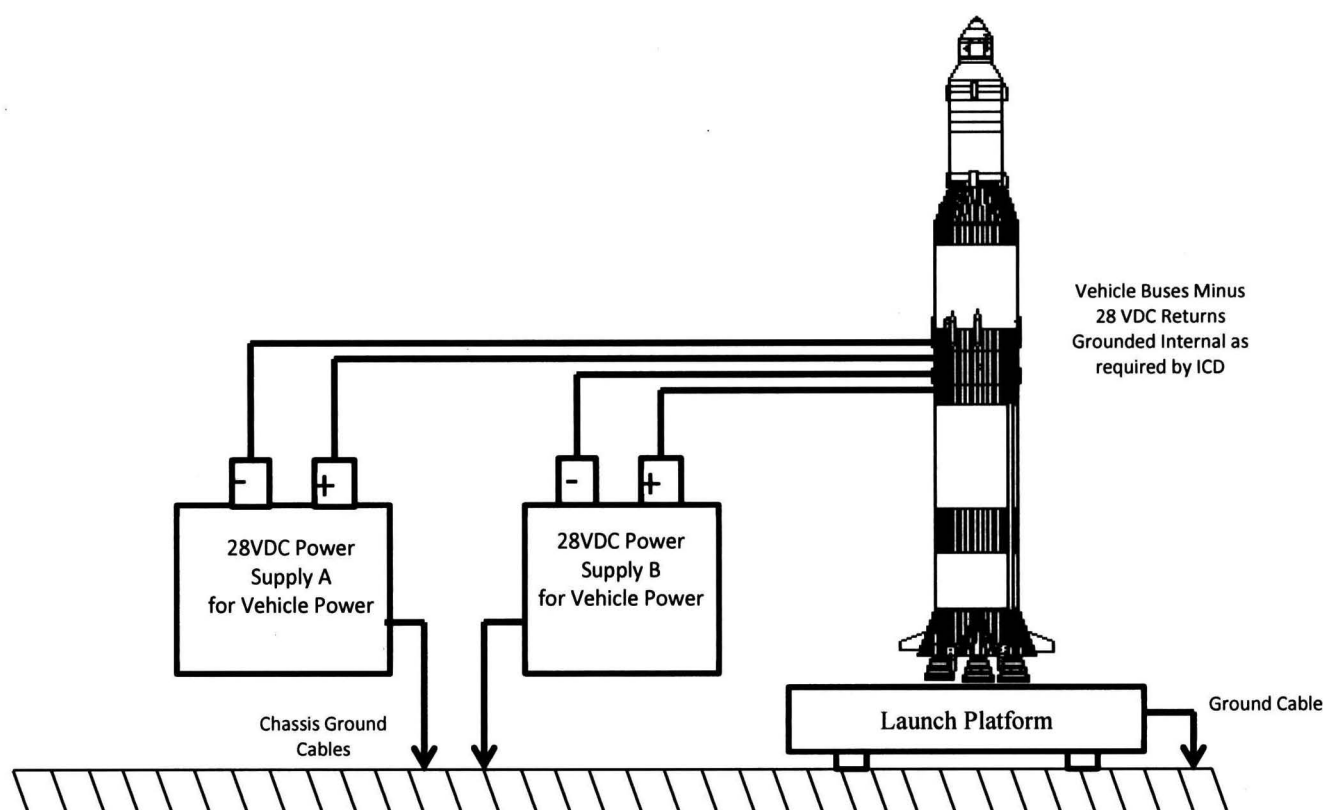 Vehicle Buses Minus
28 VDC Returns
Grounded Internal as
required by ICD
-
+
-
+
28VDC Power
Supply A
for Vehicle Power
28VDC Power
Supply B
for Vehicle Power
Chassis Ground
Cables
Launch Platform
Ground Cable